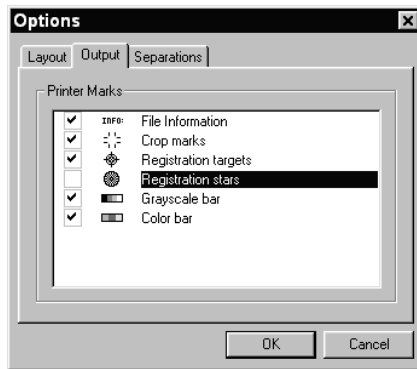 Options
Layout Output Separations
Printer Marks
INFO: File Information
Crop marks
Registration targets
Registration stars
Grayscale bar
Color bar
OK Cancel